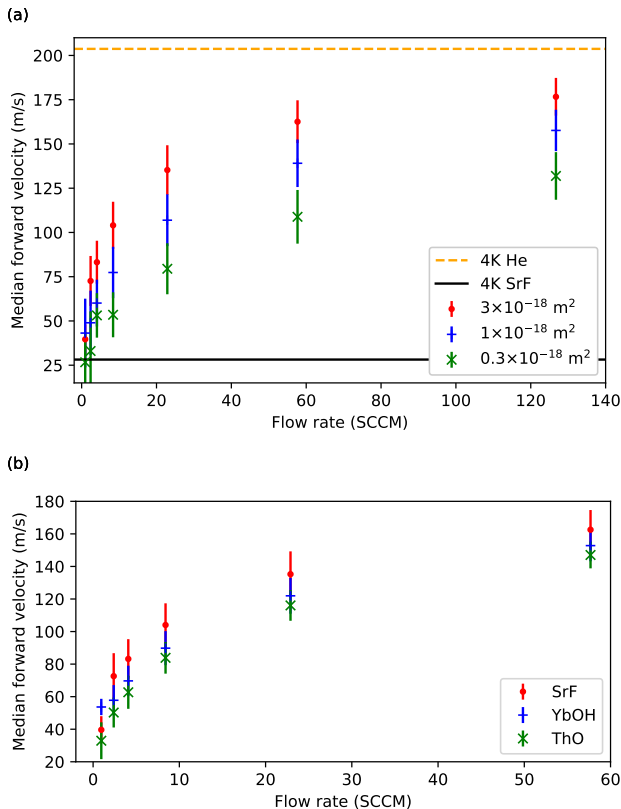 (a)
200
175
150
125
100
75
50
25
Median forward velocity (m/s)
4K He
4K SrF
3×10⁻¹⁸ m²
1×10⁻¹⁸ m²
0.3×10⁻¹⁸ m²
0 20 40 60 80 100 120 140
Flow rate (SCCM)
(b)
180
160
140
120
100
80
60
40
20
Median forward velocity (m/s)
SrF
YbOH
ThO
0 10 20 30 40 50 60
Flow rate (SCCM)